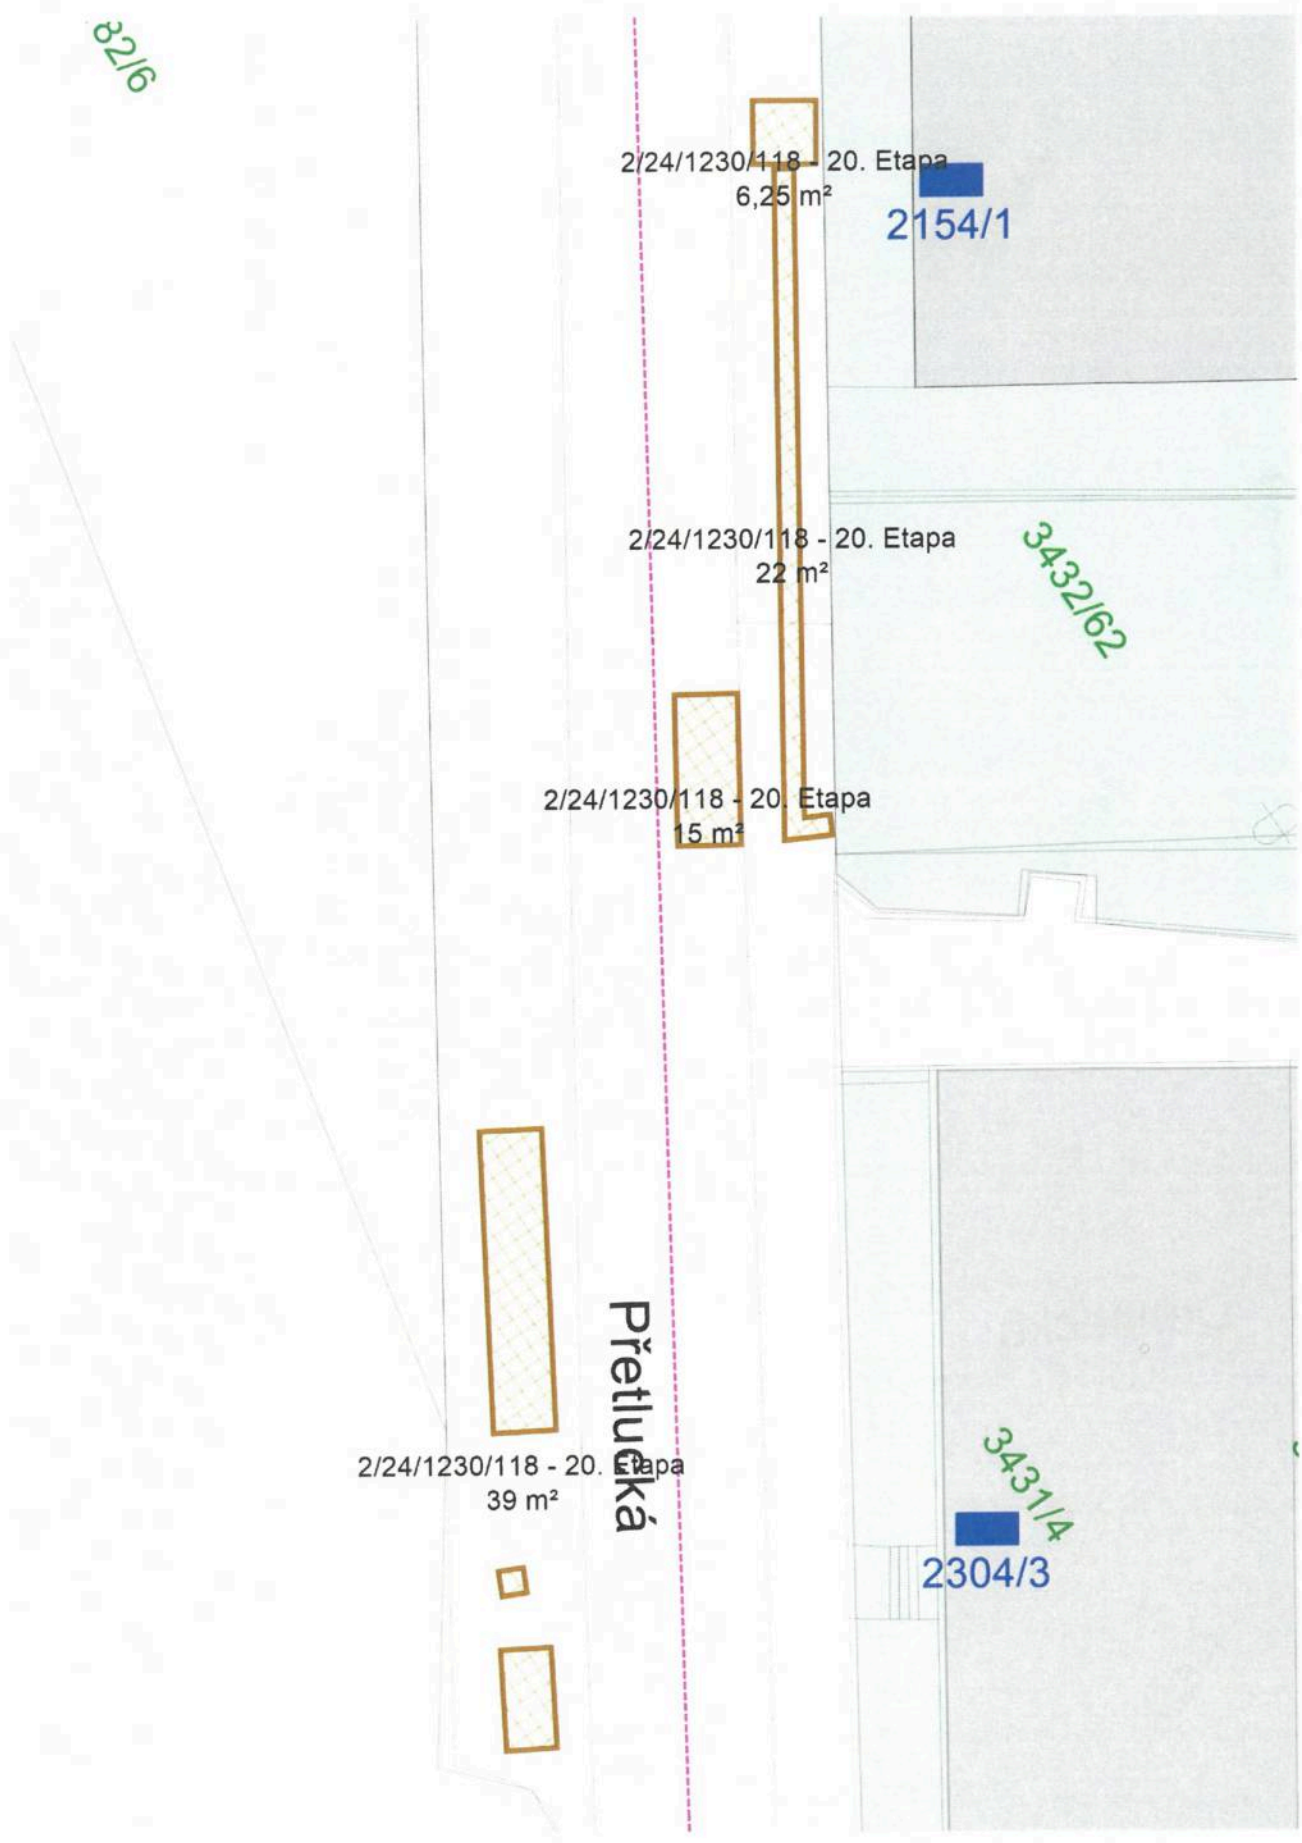 82/6
2/24/1230/118 - 20. Etapa
6,25 m²
2154/1
2/24/1230/118 - 20. Etapa
22 m²
3432/62
2/24/1230/118 - 20. Etapa
15 m²
Přetlucká
2/24/1230/118 - 20. Etapa
39 m²
3431/4
2304/3